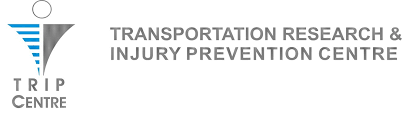 TRIP
CENTRE
TRANSPORTATION RESEARCH &
INJURY PREVENTION CENTRE